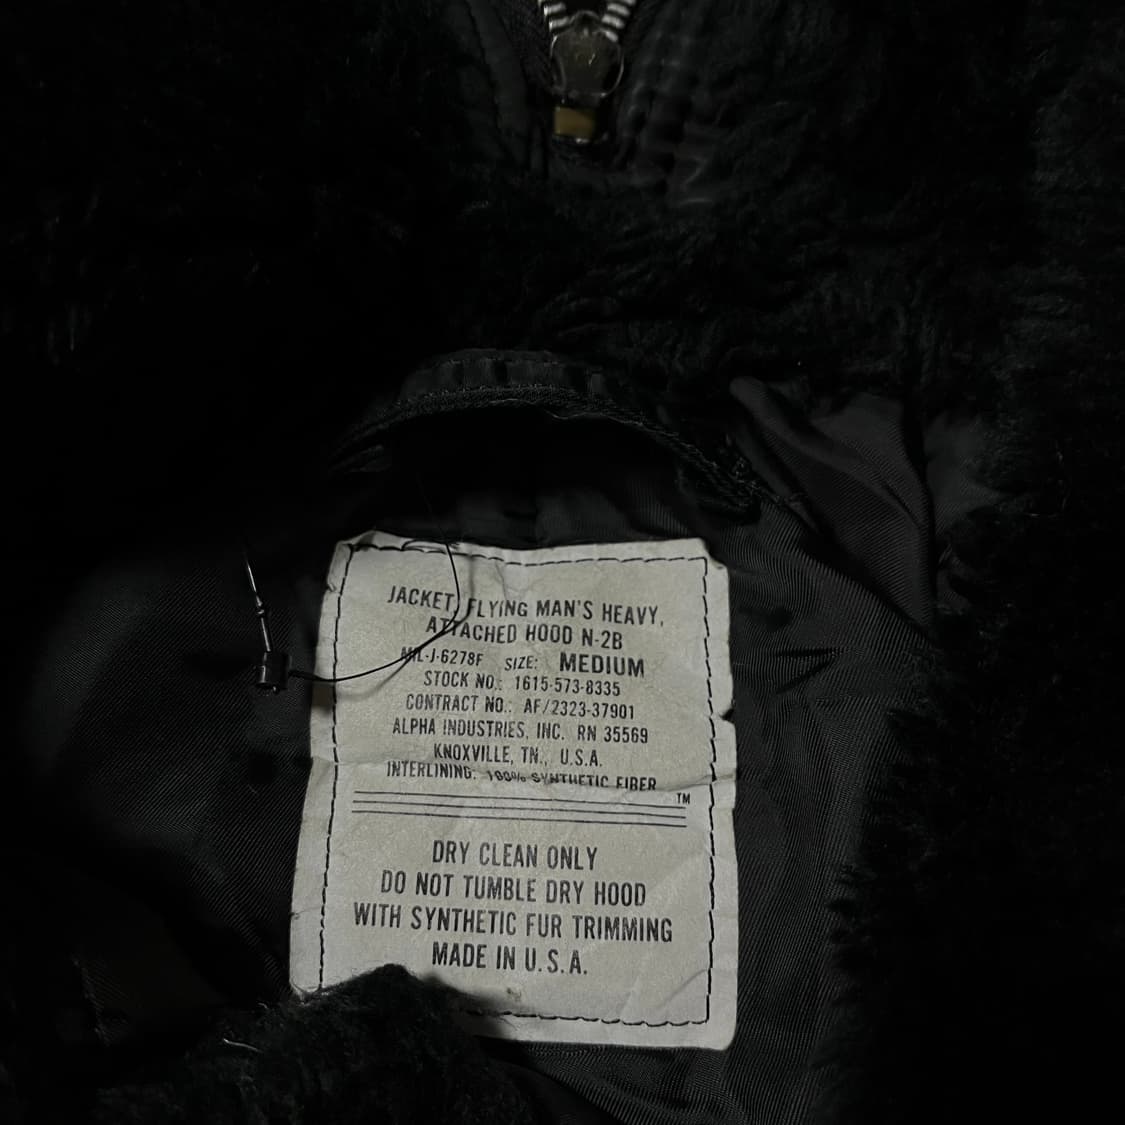 JACKET, FLYING MAN'S HEAVY,
ATTACHED HOOD N-2B
MIL-J-6278F SIZE: MEDIUM
STOCK NO.: 1615-573-8335
CONTRACT NO.: AF/2323-37901
ALPHA INDUSTRIES, INC. RN 35569
KNOXVILLE, TN., U.S.A.
INTERLINING: 100% SYNTHETIC FIBER
TM
DRY CLEAN ONLY
DO NOT TUMBLE DRY HOOD
WITH SYNTHETIC FUR TRIMMING
MADE IN U.S.A.